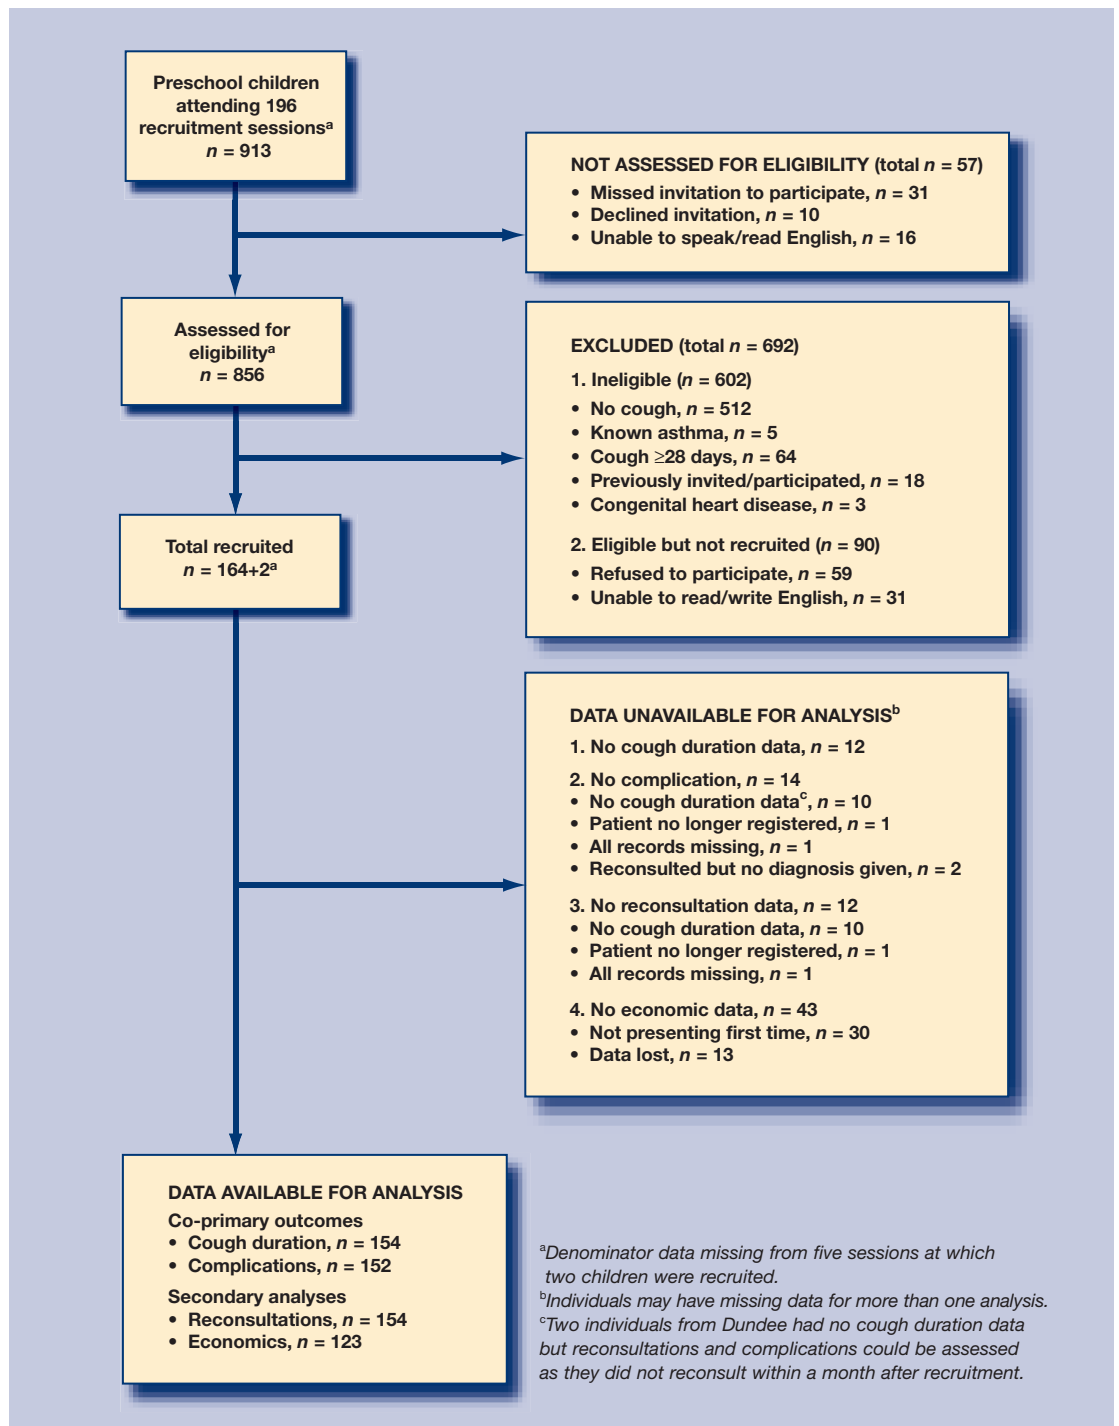 Preschool children
attending 196
recruitment sessionsᵃ
n = 913
NOT ASSESSED FOR ELIGIBILITY (total n = 57)
• Missed invitation to participate, n = 31
• Declined invitation, n = 10
• Unable to speak/read English, n = 16
Assessed for
eligibilityᵃ
n = 856
EXCLUDED (total n = 692)
1. Ineligible (n = 602)
• No cough, n = 512
• Known asthma, n = 5
• Cough ≥28 days, n = 64
• Previously invited/participated, n = 18
• Congenital heart disease, n = 3
2. Eligible but not recruited (n = 90)
• Refused to participate, n = 59
• Unable to read/write English, n = 31
Total recruited
n = 164+2ᵃ
DATA UNAVAILABLE FOR ANALYSISᵇ
1. No cough duration data, n = 12
2. No complication, n = 14
• No cough duration dataᶜ, n = 10
• Patient no longer registered, n = 1
• All records missing, n = 1
• Reconsulted but no diagnosis given, n = 2
3. No reconsultation data, n = 12
• No cough duration data, n = 10
• Patient no longer registered, n = 1
• All records missing, n = 1
4. No economic data, n = 43
• Not presenting first time, n = 30
• Data lost, n = 13
DATA AVAILABLE FOR ANALYSIS
Co-primary outcomes
• Cough duration, n = 154
• Complications, n = 152
Secondary analyses
• Reconsultations, n = 154
• Economics, n = 123
ᵃDenominator data missing from five sessions at which
two children were recruited.
ᵇIndividuals may have missing data for more than one analysis.
ᶜTwo individuals from Dundee had no cough duration data
but reconsultations and complications could be assessed
as they did not reconsult within a month after recruitment.